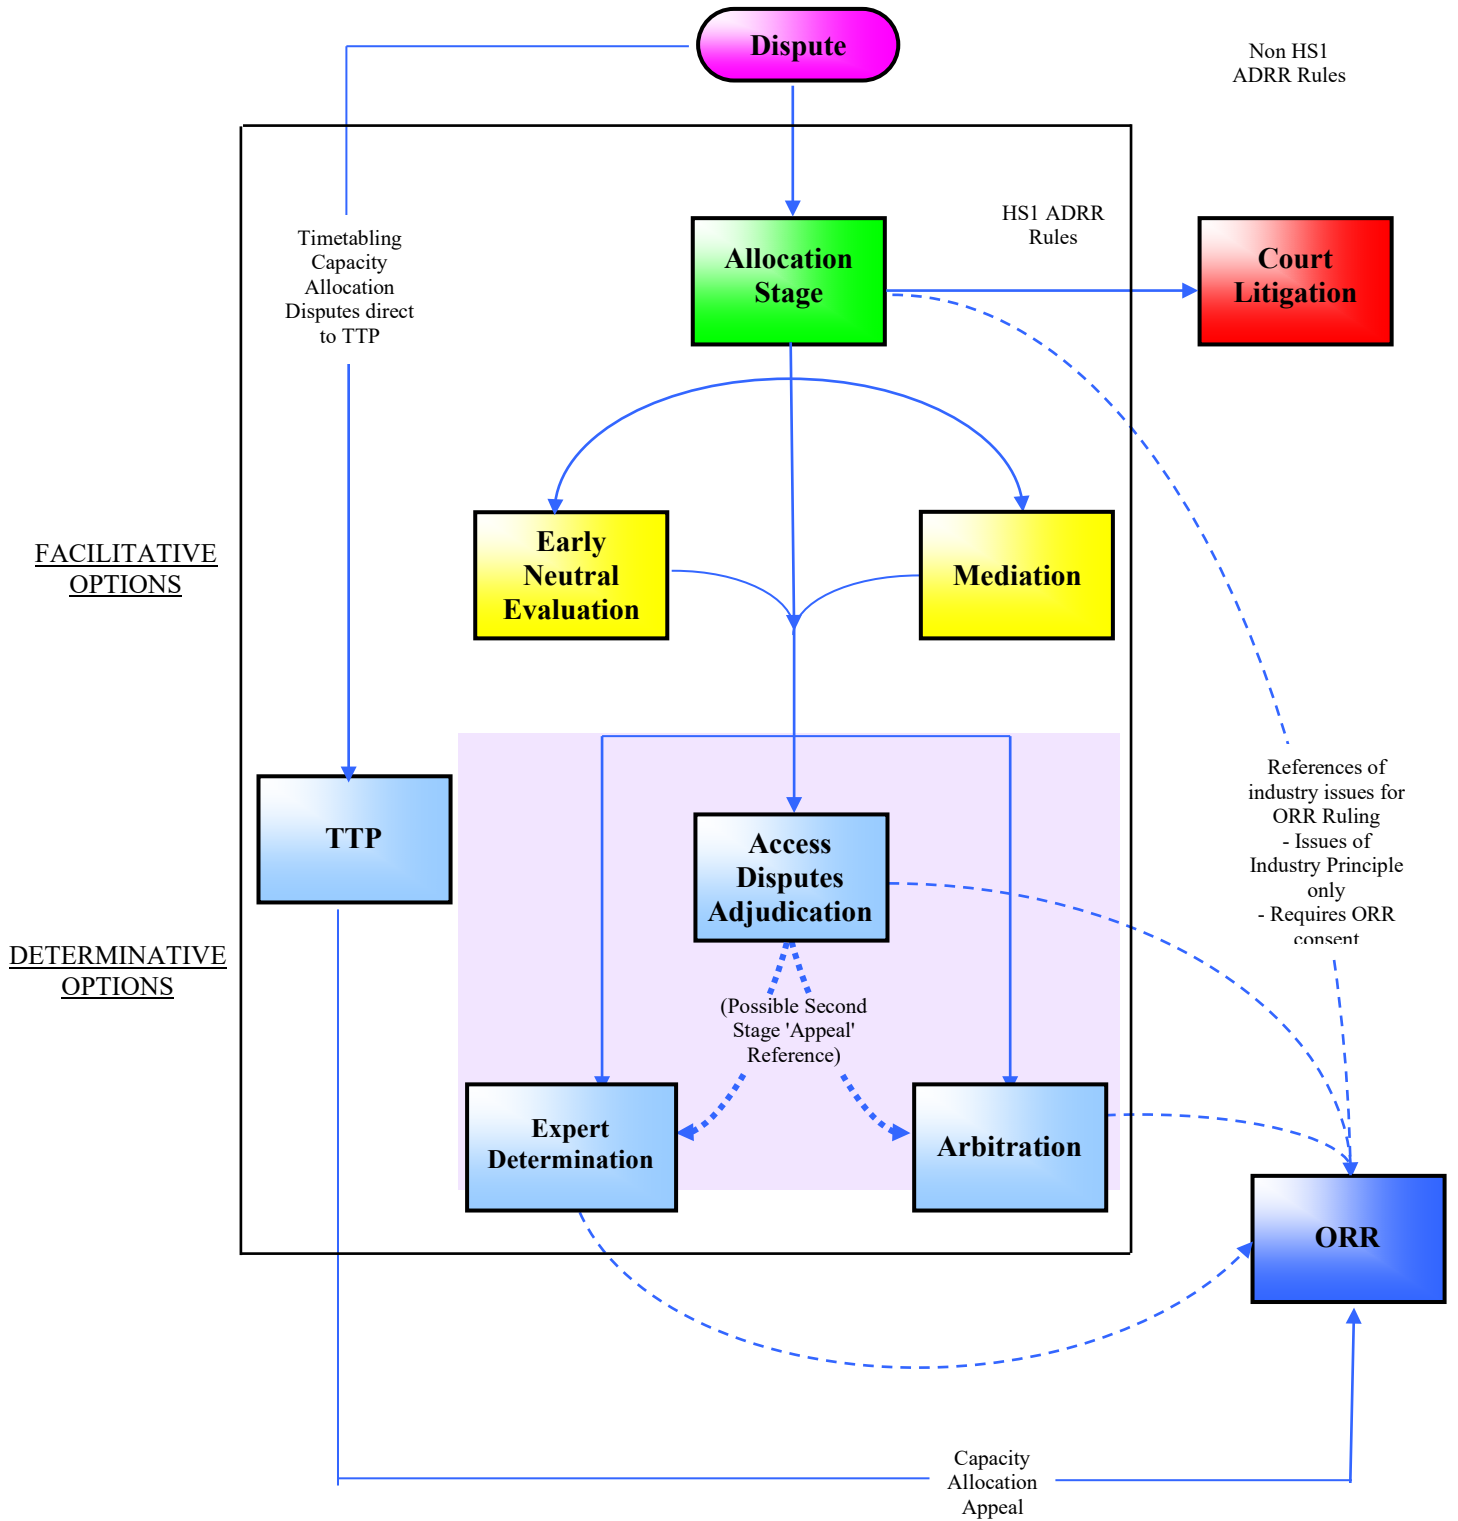 Dispute
Non HS1
ADRR Rules
HS1 ADRR
Rules
Timetabling
Capacity
Allocation
Disputes direct
to TTP
Allocation
Stage
Court
Litigation
FACILITATIVE
OPTIONS
Early
Neutral
Evaluation
Mediation
References of
industry issues for
ORR Ruling
- Issues of
Industry Principle
only
- Requires ORR
consent
TTP
Access
Disputes
Adjudication
DETERMINATIVE
OPTIONS
(Possible Second
Stage 'Appeal'
Reference)
Expert
Determination
Arbitration
ORR
Capacity
Allocation
Appeal